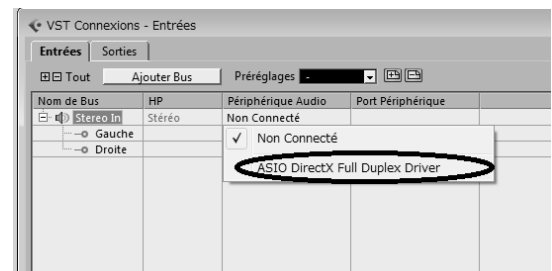 VST Connexions - Entrées
Entrées Sorties
Tout Ajouter Bus Préréglages -
Nom de Bus HP Périphérique Audio Port Périphérique
Stereo In Stéréo Non Connecté
Gauche Non Connecté
Droite
ASIO DirectX Full Duplex Driver